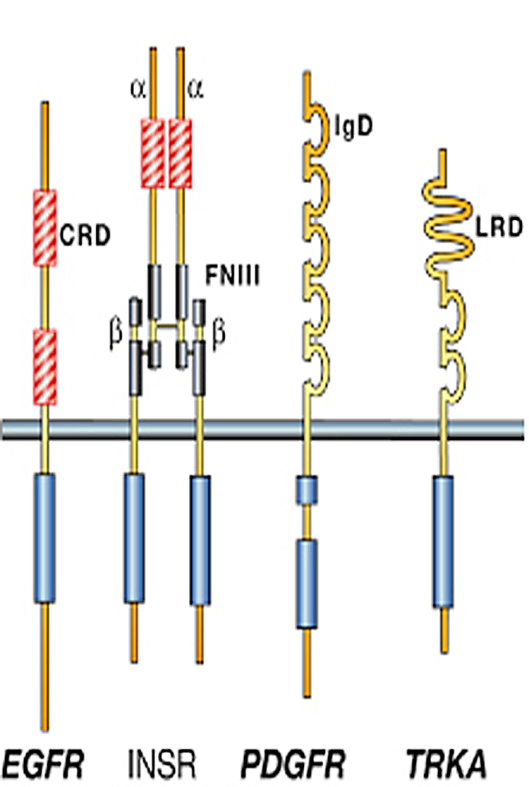 α α
IgD
CRD
LRD
FNIII
β β
EGFR INSR PDGFR TRKA